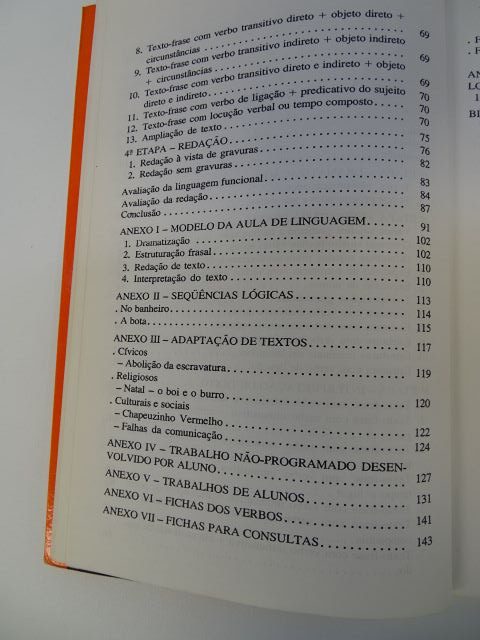 8. Texto-frase com verbo transitivo direto + objeto direto +
circunstâncias . . . . . . . . . . . . . . . . . . . . . . . . . . . . . 69
9. Texto-frase com verbo transitivo indireto + objeto indireto
+ circunstâncias . . . . . . . . . . . . . . . . . . . . . . . . . . . 69
10. Texto-frase com verbo transitivo direto e indireto + objeto
direto e indireto . . . . . . . . . . . . . . . . . . . . . . . . . . . 69
11. Texto-frase com verbo de ligação + predicativo do sujeito 70
12. Texto-frase com locução verbal ou tempo composto . . . . 70
13. Ampliação de texto . . . . . . . . . . . . . . . . . . . . . . . . 70
4ª ETAPA – REDAÇÃO . . . . . . . . . . . . . . . . . . . . . . . 75
1. Redação à vista de gravuras . . . . . . . . . . . . . . . . . . . 76
2. Redação sem gravuras . . . . . . . . . . . . . . . . . . . . . . . 82
Avaliação da linguagem funcional . . . . . . . . . . . . . . . . . 83
Avaliação da redação . . . . . . . . . . . . . . . . . . . . . . . . . 84
Conclusão . . . . . . . . . . . . . . . . . . . . . . . . . . . . . . . . 87
ANEXO I – MODELO DA AULA DE LINGUAGEM . . . . . . 91
1. Dramatização . . . . . . . . . . . . . . . . . . . . . . . . . . . . . 102
2. Estruturação frasal . . . . . . . . . . . . . . . . . . . . . . . . . 102
3. Redação de texto . . . . . . . . . . . . . . . . . . . . . . . . . . 110
4. Interpretação do texto . . . . . . . . . . . . . . . . . . . . . . . 110
ANEXO II – SEQÜÊNCIAS LÓGICAS . . . . . . . . . . . . . . . 113
. No banheiro . . . . . . . . . . . . . . . . . . . . . . . . . . . . . . 114
. A bota . . . . . . . . . . . . . . . . . . . . . . . . . . . . . . . . . . 115
ANEXO III – ADAPTAÇÃO DE TEXTOS . . . . . . . . . . . . . 117
. Cívicos
– Abolição da escravatura . . . . . . . . . . . . . . . . . . . . . 119
. Religiosos
– Natal – o boi e o burro . . . . . . . . . . . . . . . . . . . . . . 120
. Culturais e sociais
– Chapeuzinho Vermelho . . . . . . . . . . . . . . . . . . . . . . 122
– Falhas da comunicação . . . . . . . . . . . . . . . . . . . . . . 124
ANEXO IV – TRABALHO NÃO-PROGRAMADO DESEN-
VOLVIDO POR ALUNO . . . . . . . . . . . . . . . . . . . . . . . 127
ANEXO V – TRABALHOS DE ALUNOS . . . . . . . . . . . . . 131
ANEXO VI – FICHAS DOS VERBOS . . . . . . . . . . . . . . . 141
ANEXO VII – FICHAS PARA CONSULTAS . . . . . . . . . . . 143